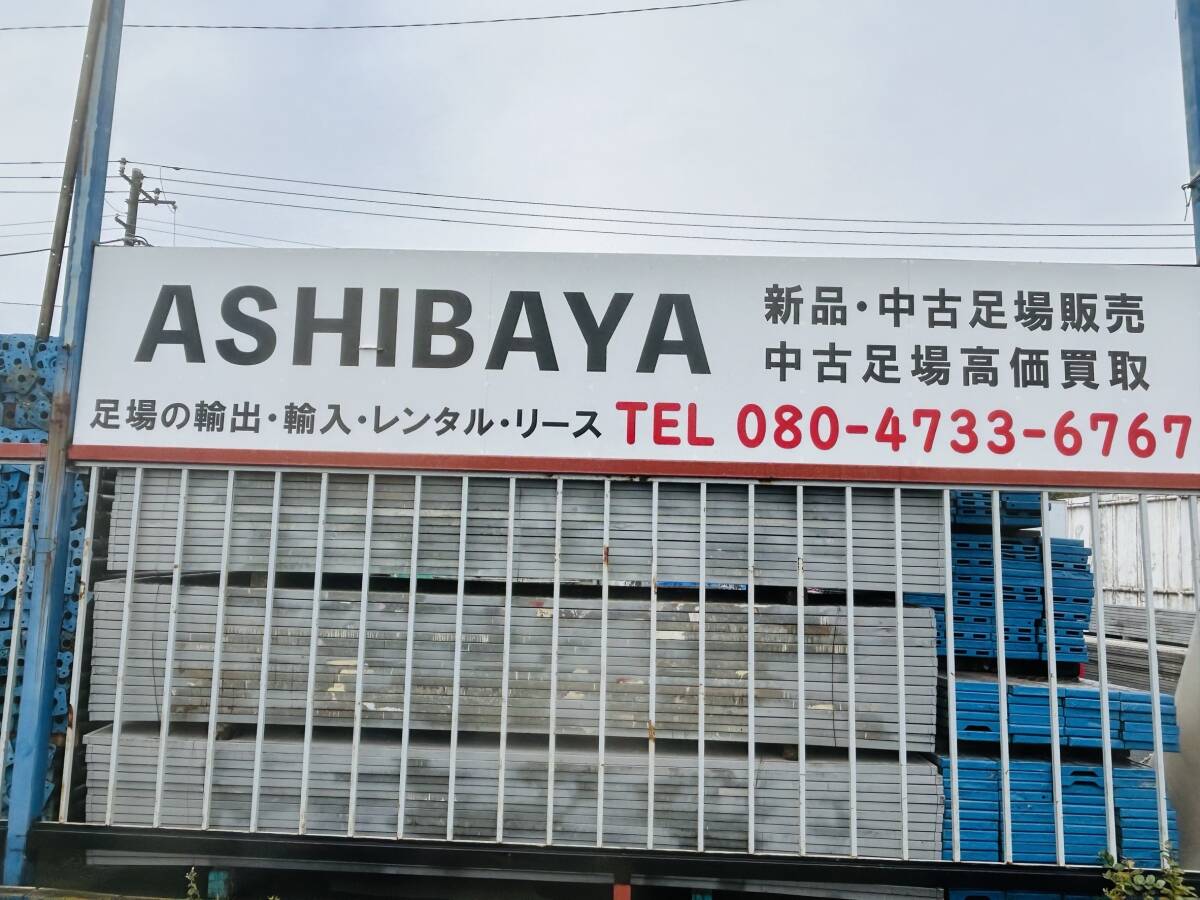 ASHIBAYA
新品・中古足場販売
中古足場高価買取
足場の輸出・輸入・レンタル・リース TEL 080-4733-6767